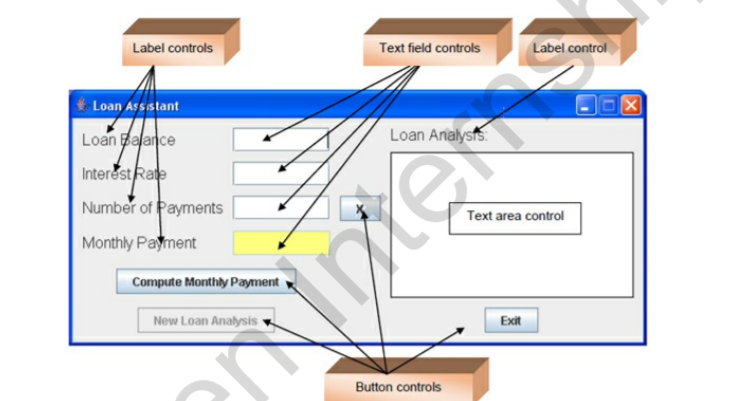 Label controls
Text field controls
Label control
Loan Assistant
Loan Balance
Loan Analysis:
Interest Rate
Number of Payments
X
Text area control
Monthly Payment
Compute Monthly Payment
New Loan Analysis
Exit
Button controls